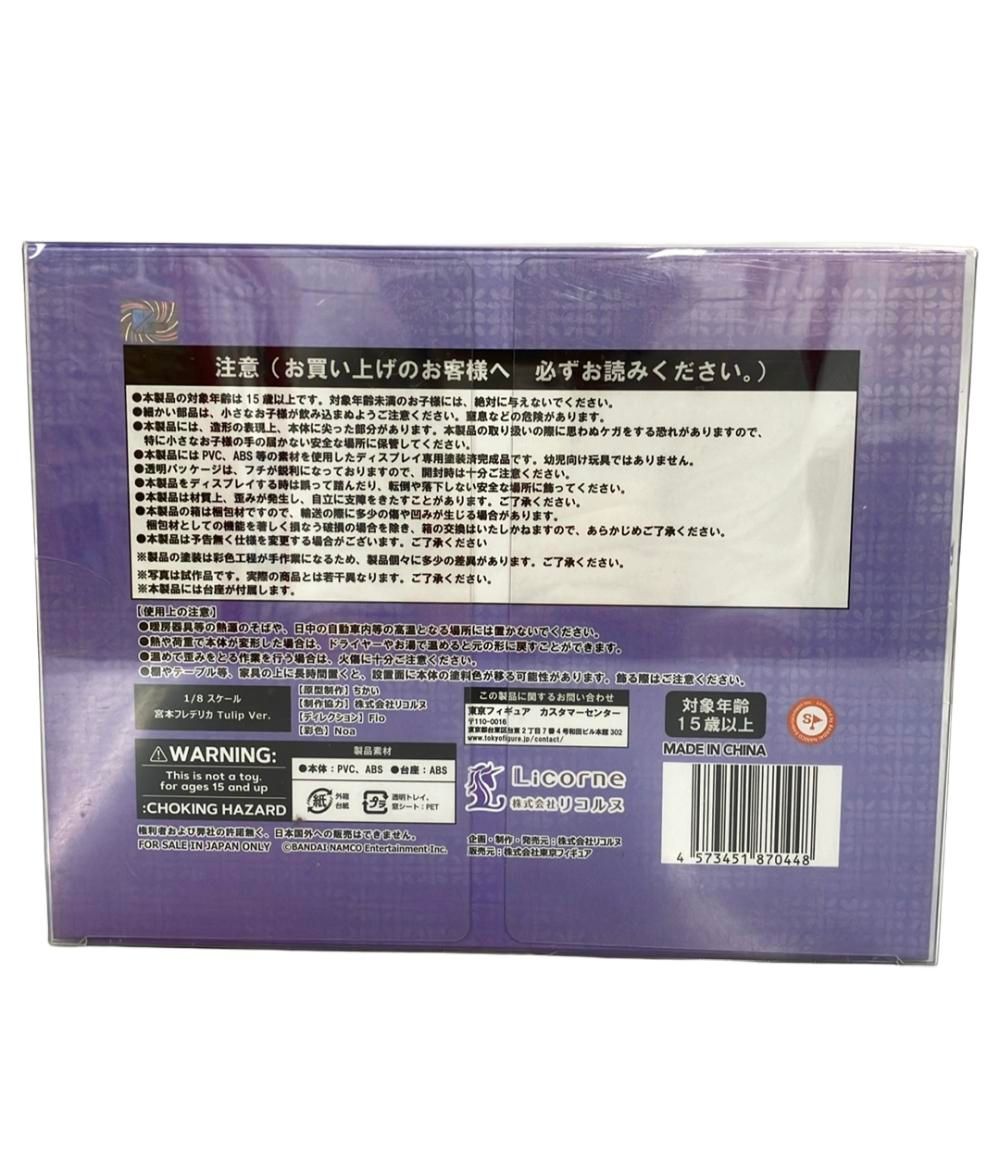 注意（お買い上げのお客様へ　必ずお読みください。）
●本製品の対象年齢は15歳以上です。対象年齢未満のお子様には、絶対に与えないでください。
●細かい部品は、小さなお子様が飲み込まぬようご注意ください。窒息などの危険があります。
●本製品には、造形の表現上、本体に尖った部分があります。本製品の取り扱いの際に思わぬケガをする恐れがありますので、
特に小さなお子様の手の届かない安全な場所に保管してください。
●本製品にはPVC、ABS等の素材を使用したディスプレイ専用塗装済完成品です。幼児向け玩具ではありません。
●透明パッケージは、フチが鋭利になっておりますので、開封時は十分ご注意ください。
●本製品をディスプレイする時は誤って踏んだり、転倒や落下しない安全な場所に飾ってください。
●本製品は材質上、歪みが発生し、自立に支障をきたすことがあります。ご了承ください。
●本製品の箱は梱包材ですので、輸送の際に多少の傷や凹みが生じる場合があります。
梱包材としての機能を著しく損なう破損の場合を除き、箱の交換はいたしかねますので、あらかじめご了承ください。
●本製品は予告無く仕様を変更する場合がございます。ご了承ください
※製品の塗装は彩色工程が手作業になるため、製品個々に多少の差異があります。ご了承ください。
※写真は試作品です。実際の商品とは若干異なります。ご了承ください。
※本製品には台座が付属します。
【使用上の注意】
●暖房器具等の熱源のそばや、日中の自動車内等の高温となる場所には置かないでください。
●熱や荷重で本体が変形した場合は、ドライヤーやお湯で温めると元の形に戻すことができます。
●温めて歪みをとる作業を行う場合は、火傷に十分ご注意ください。
●棚やテーブル等、家具の上に長時間置くと、設置面に本体の塗料色が移る可能性があります。飾る際はご注意ください。
1/8 スケール
宮本フレデリカ Tulip Ver.
【原型制作】ちかい
【制作協力】株式会社リコルヌ
【ディレクション】Flo
【彩色】Noa
この製品に関するお問い合わせ
東京フィギュア カスタマーセンター
〒110-0016
東京都台東区台東2丁目7番4号和田ビル本館302
www.tokyofigure.jp/contact/
対象年齢
15歳以上
MADE IN CHINA
⚠WARNING:
This is not a toy.
for ages 15 and up
:CHOKING HAZARD
製品素材
●本体：PVC、ABS ●台座：ABS
紙
外箱
台紙
プラ
透明トレイ、
窓シート：PET
Licorne
株式会社リコルヌ
権利者および弊社の許諾無く、日本国外への販売はできません。
FOR SALE IN JAPAN ONLY ©BANDAI NAMCO Entertainment Inc.
企画・制作・発売元：株式会社リコルヌ
販売元：株式会社東京フィギュア
4 573451 870448